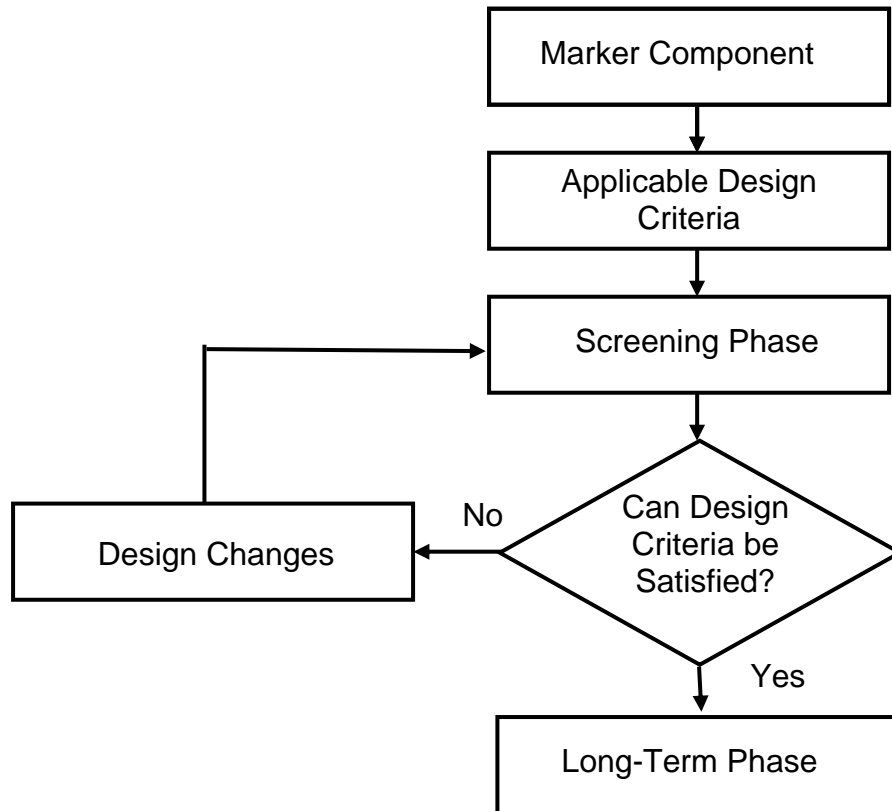 Marker Component
Applicable Design
Criteria
Screening Phase
Can Design
Criteria be
Satisfied?
No
Design Changes
Yes
Long-Term Phase